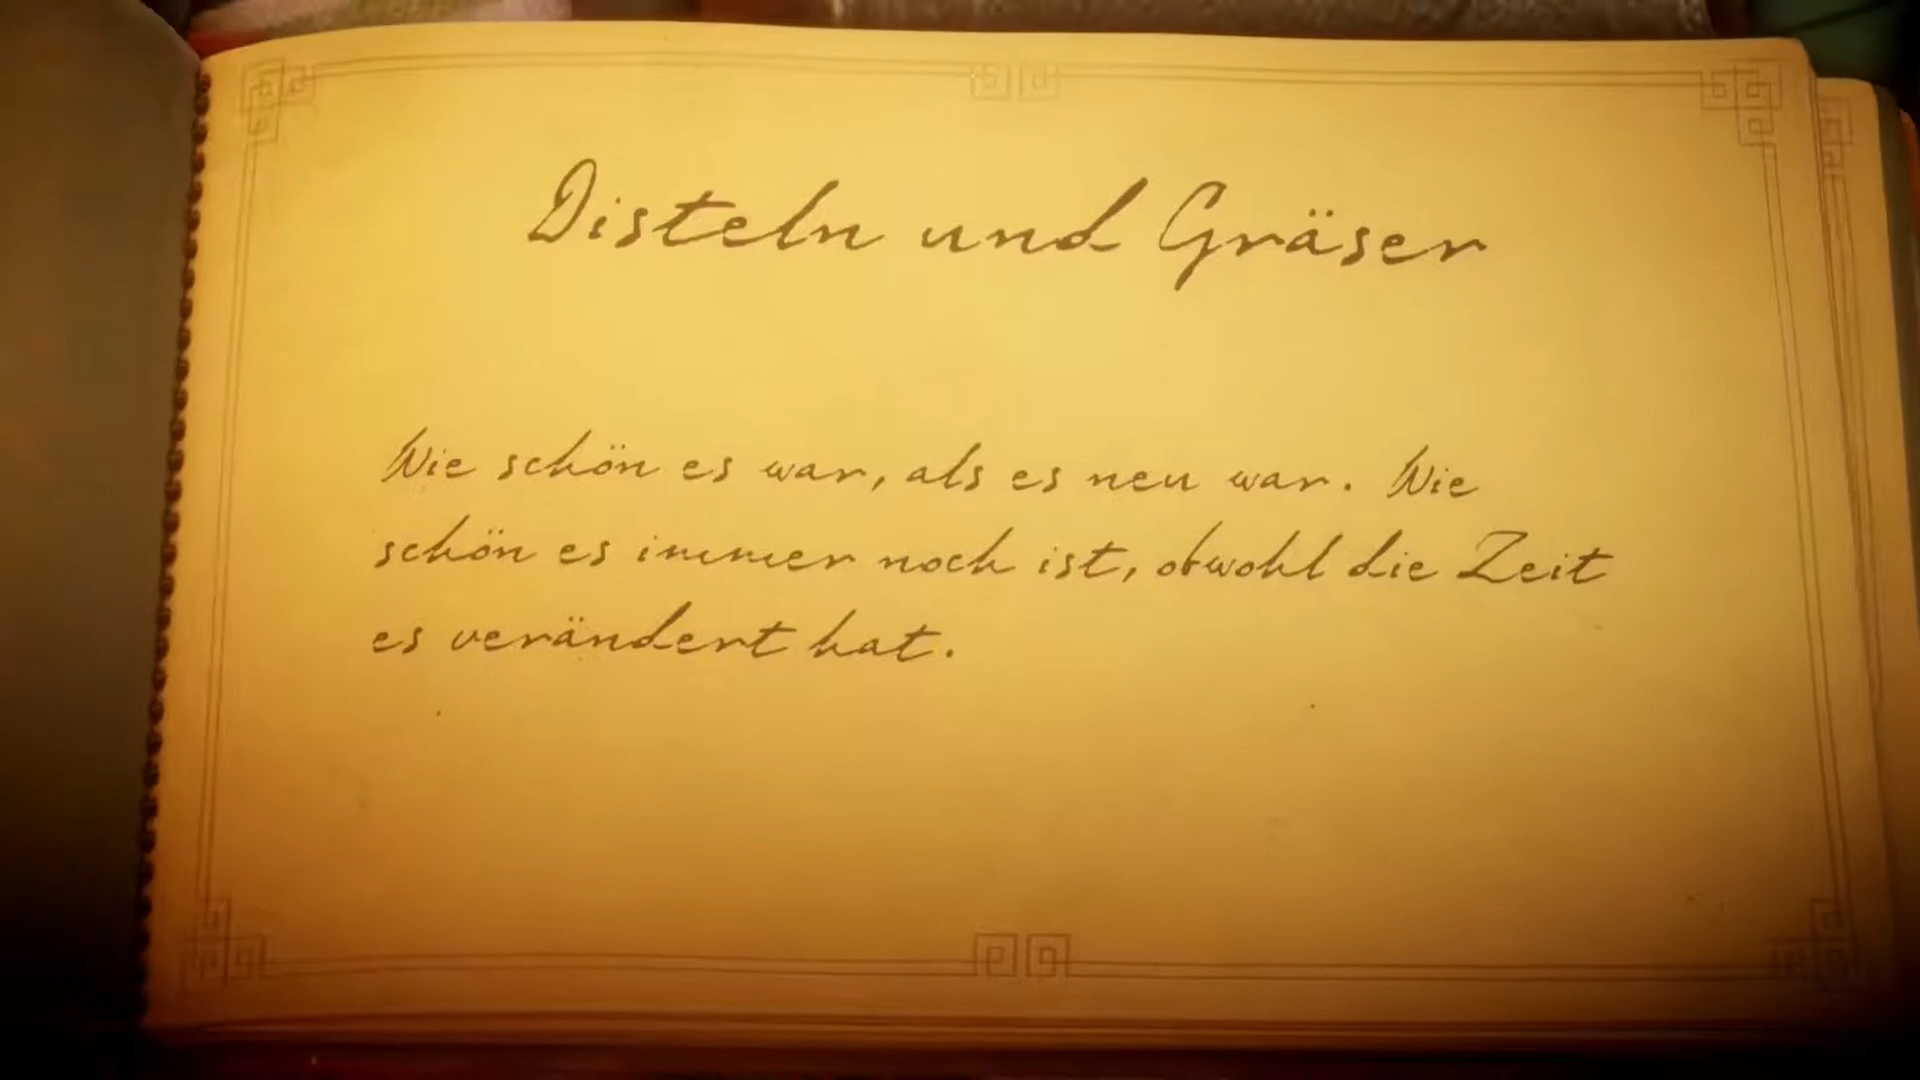 Disteln und Gräser
Wie schön es war, als es neu war. Wie
schön es immer noch ist, obwohl die Zeit
es verändert hat.